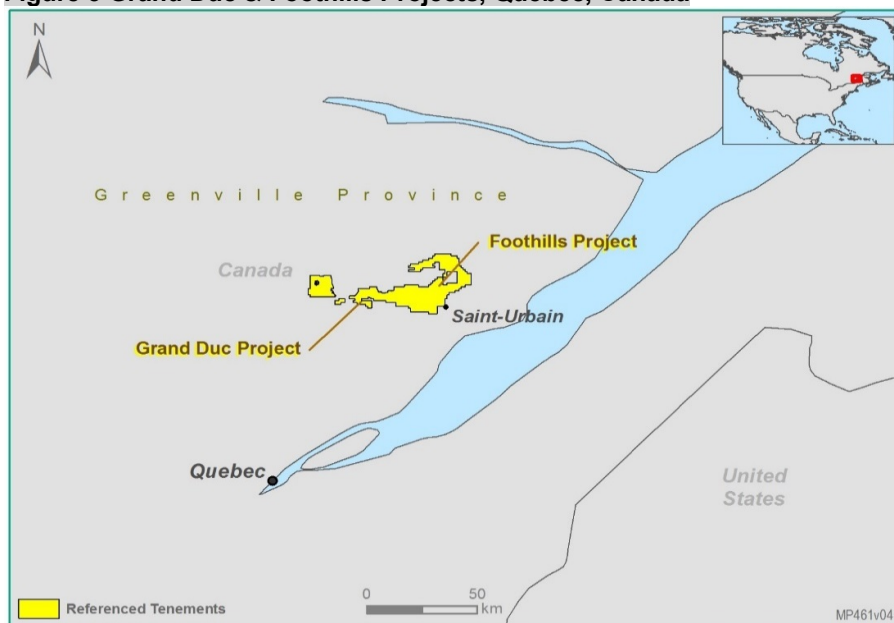 Figure 6 Grand Duc & Foothills Projects, Quebec, Canada
N
Greenville Province
Foothills Project
Canada
Saint-Urbain
Grand Duc Project
Quebec
United
States
0 50
km
Referenced Tenements
MP461v04